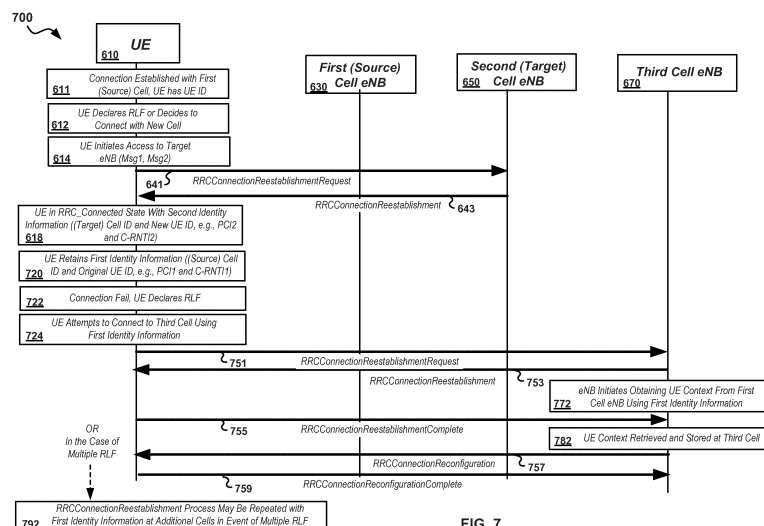 700
UE
610
First (Source)
630 Cell eNB
Second (Target)
650 Cell eNB
Third Cell eNB
670
Connection Established with First
611 (Source) Cell, UE has UE ID
UE Declares RLF or Decides to
612 Connect with New Cell
UE Initiates Access to Target
614 eNB (Msg1, Msg2)
641 RRCConnectionReestablishmentRequest
RRCConnectionReestablishment 643
UE in RRC_Connected State With Second Identity
Information ((Target) Cell ID and New UE ID, e.g., PCI2
618 and C-RNTI2)
UE Retains First Identity Information ((Source) Cell
720 ID and Original UE ID, e.g., PCI1 and C-RNTI1)
722 Connection Fail, UE Declares RLF
UE Attempts to Connect to Third Cell Using
724 First Identity Information
751 RRCConnectionReestablishmentRequest
RRCConnectionReestablishment 753
eNB Initiates Obtaining UE Context From First
772 Cell eNB Using First Identity Information
755 RRCConnectionReestablishmentComplete
782 UE Context Retrieved and Stored at Third Cell
OR
In the Case of
Multiple RLF
RRCConnectionReconfiguration 757
759 RRCConnectionReconfigurationComplete
RRCConnectionReestablishment Process May Be Repeated with
792 First Identity Information at Additional Cells in Event of Multiple RLF
FIG. 7